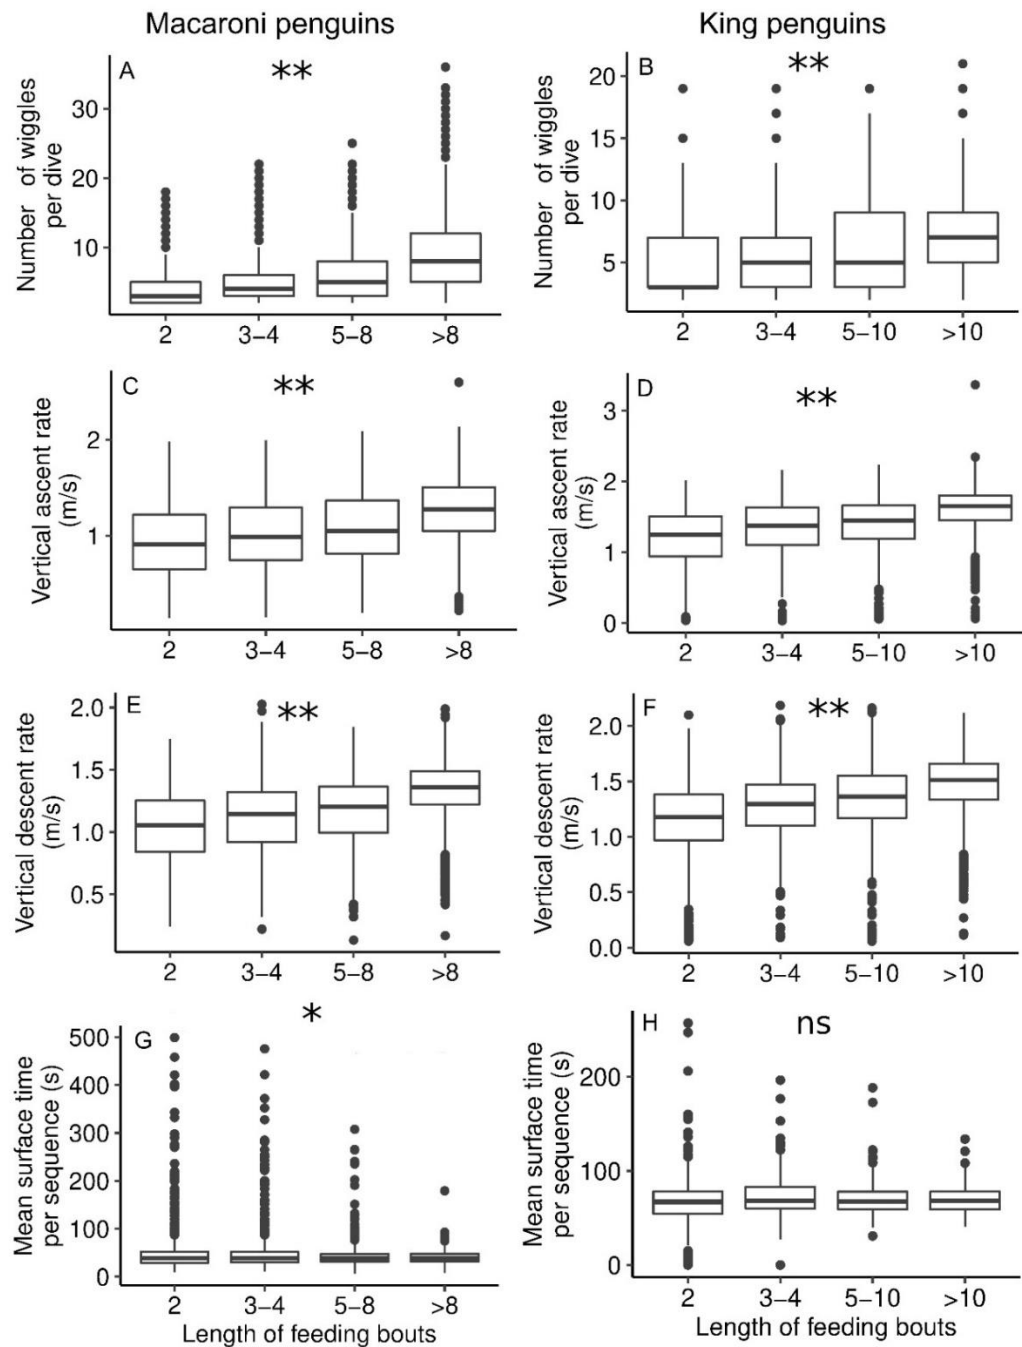 Macaroni penguins
King penguins
A
**
Number of wiggles
per dive
30
20
10
2
3–4
5–8
>8
B
**
Number of wiggles
per dive
20
15
10
5
2
3–4
5–10
>10
C
**
Vertical ascent rate
(m/s)
2
1
2
3–4
5–8
>8
D
**
Vertical ascent rate
(m/s)
3
2
1
0
2
3–4
5–10
>10
E
**
Vertical descent rate
(m/s)
2.0
1.5
1.0
0.5
2
3–4
5–8
>8
F
**
Vertical descent rate
(m/s)
2.0
1.5
1.0
0.5
0.0
2
3–4
5–10
>10
G
*
Mean surface time
per sequence (s)
500
400
300
200
100
0
2
3–4
5–8
>8
Length of feeding bouts
H
ns
Mean surface time
per sequence (s)
200
100
0
2
3–4
5–10
>10
Length of feeding bouts